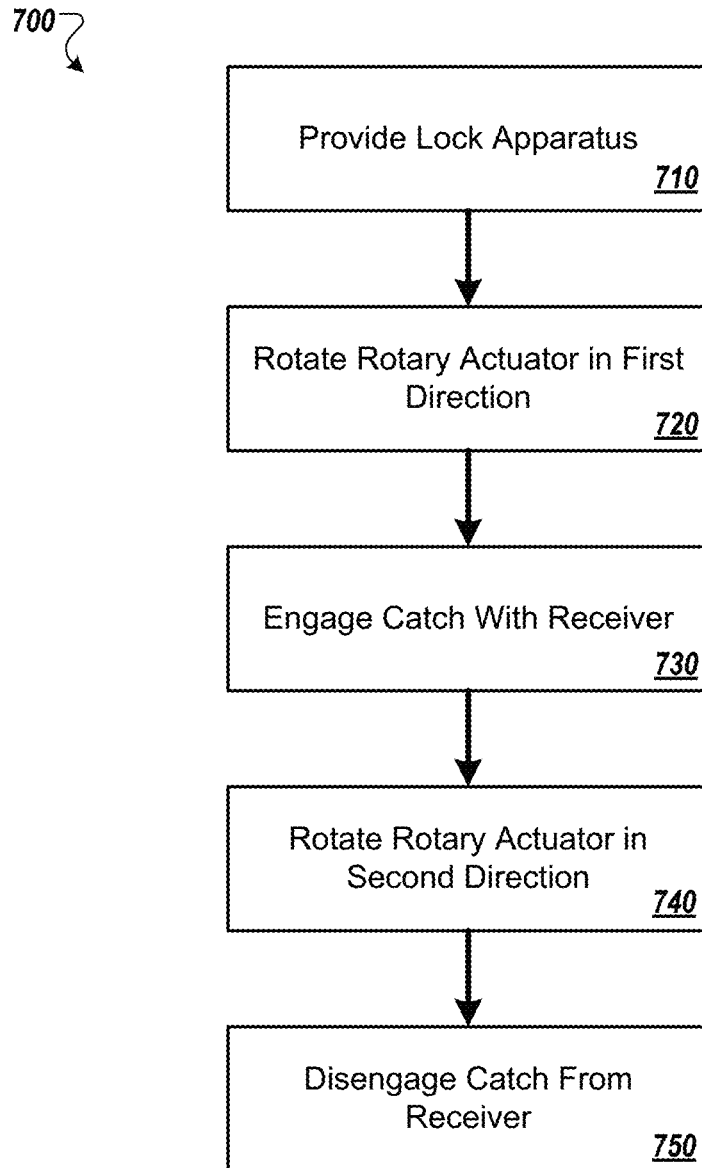 700
Provide Lock Apparatus
710
Rotate Rotary Actuator in First
Direction
720
Engage Catch With Receiver
730
Rotate Rotary Actuator in
Second Direction
740
Disengage Catch From
Receiver
750